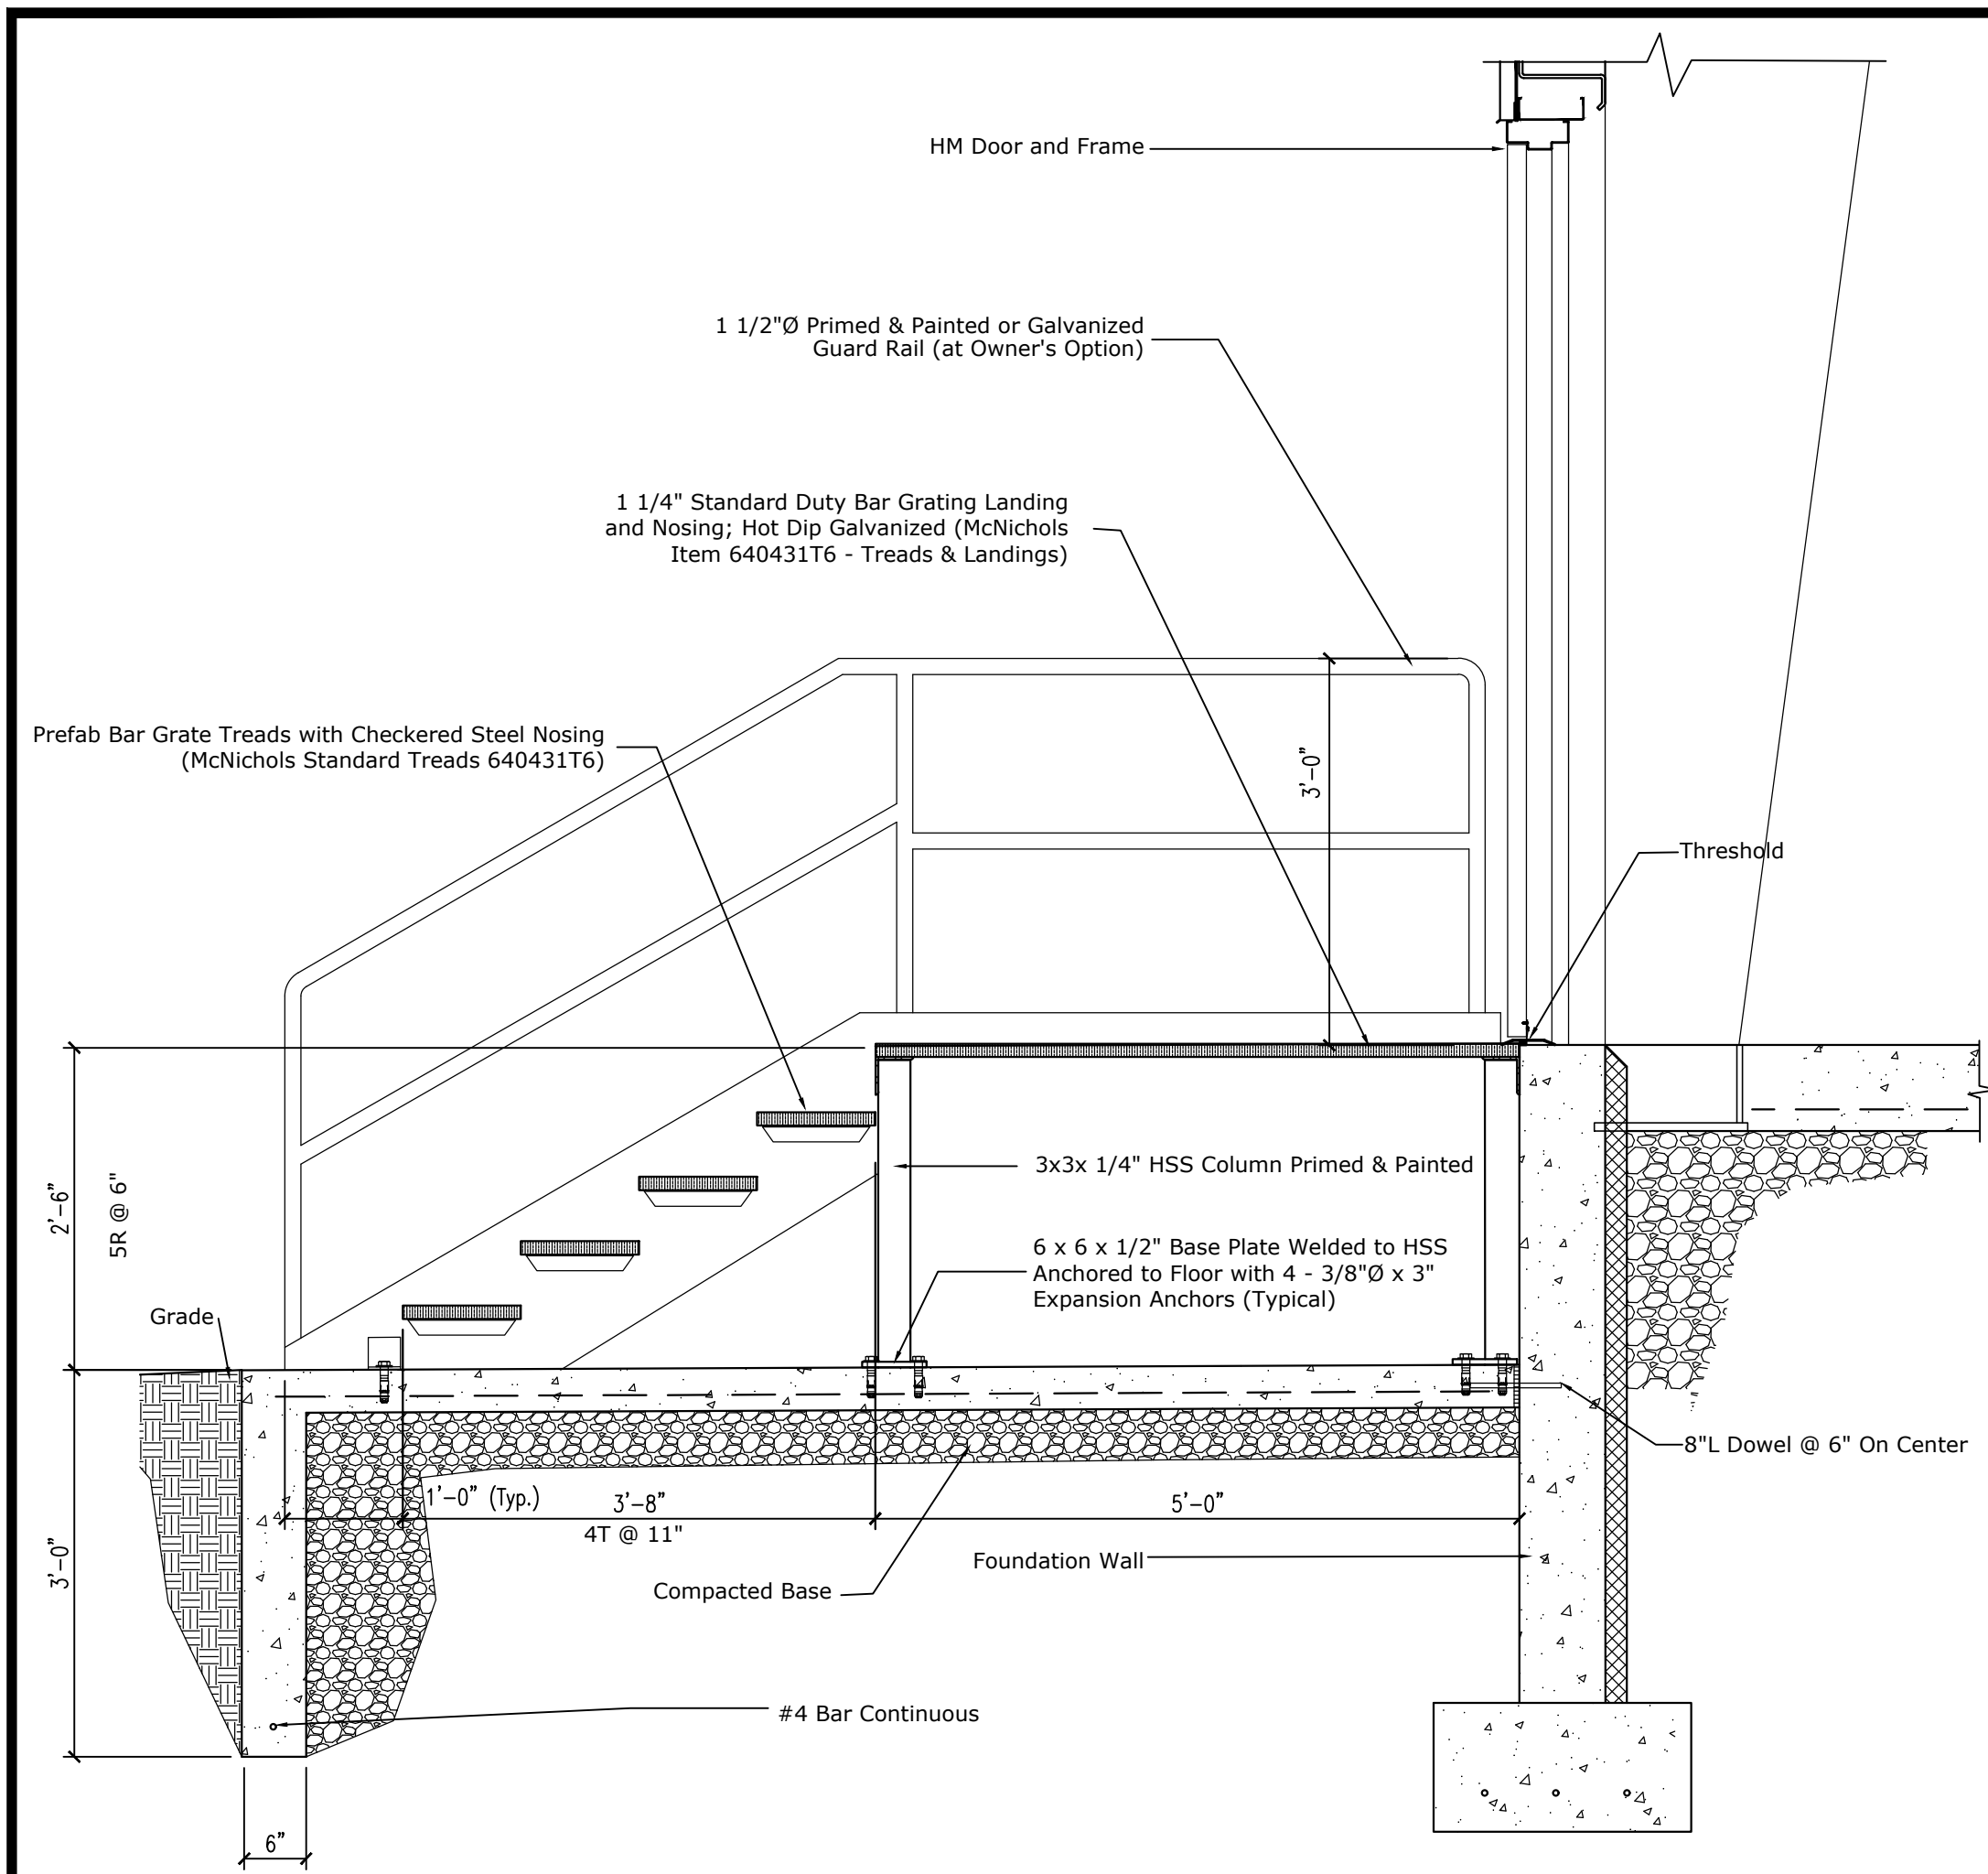 HM Door and Frame
1 1/2"Ø Primed & Painted or Galvanized
Guard Rail (at Owner's Option)
1 1/4" Standard Duty Bar Grating Landing
and Nosing; Hot Dip Galvanized (McNichols
Item 640431T6 - Treads & Landings)
Prefab Bar Grate Treads with Checkered Steel Nosing
(McNichols Standard Treads 640431T6)
3'-0"
Threshold
3x3x 1/4" HSS Column Primed & Painted
2'-6"
5R @ 6"
6 x 6 x 1/2" Base Plate Welded to HSS
Anchored to Floor with 4 - 3/8"Ø x 3"
Expansion Anchors (Typical)
Grade
8"L Dowel @ 6" On Center
1'-0" (Typ.)
3'-8"
4T @ 11"
5'-0"
3'-0"
Foundation Wall
Compacted Base
#4 Bar Continuous
6"